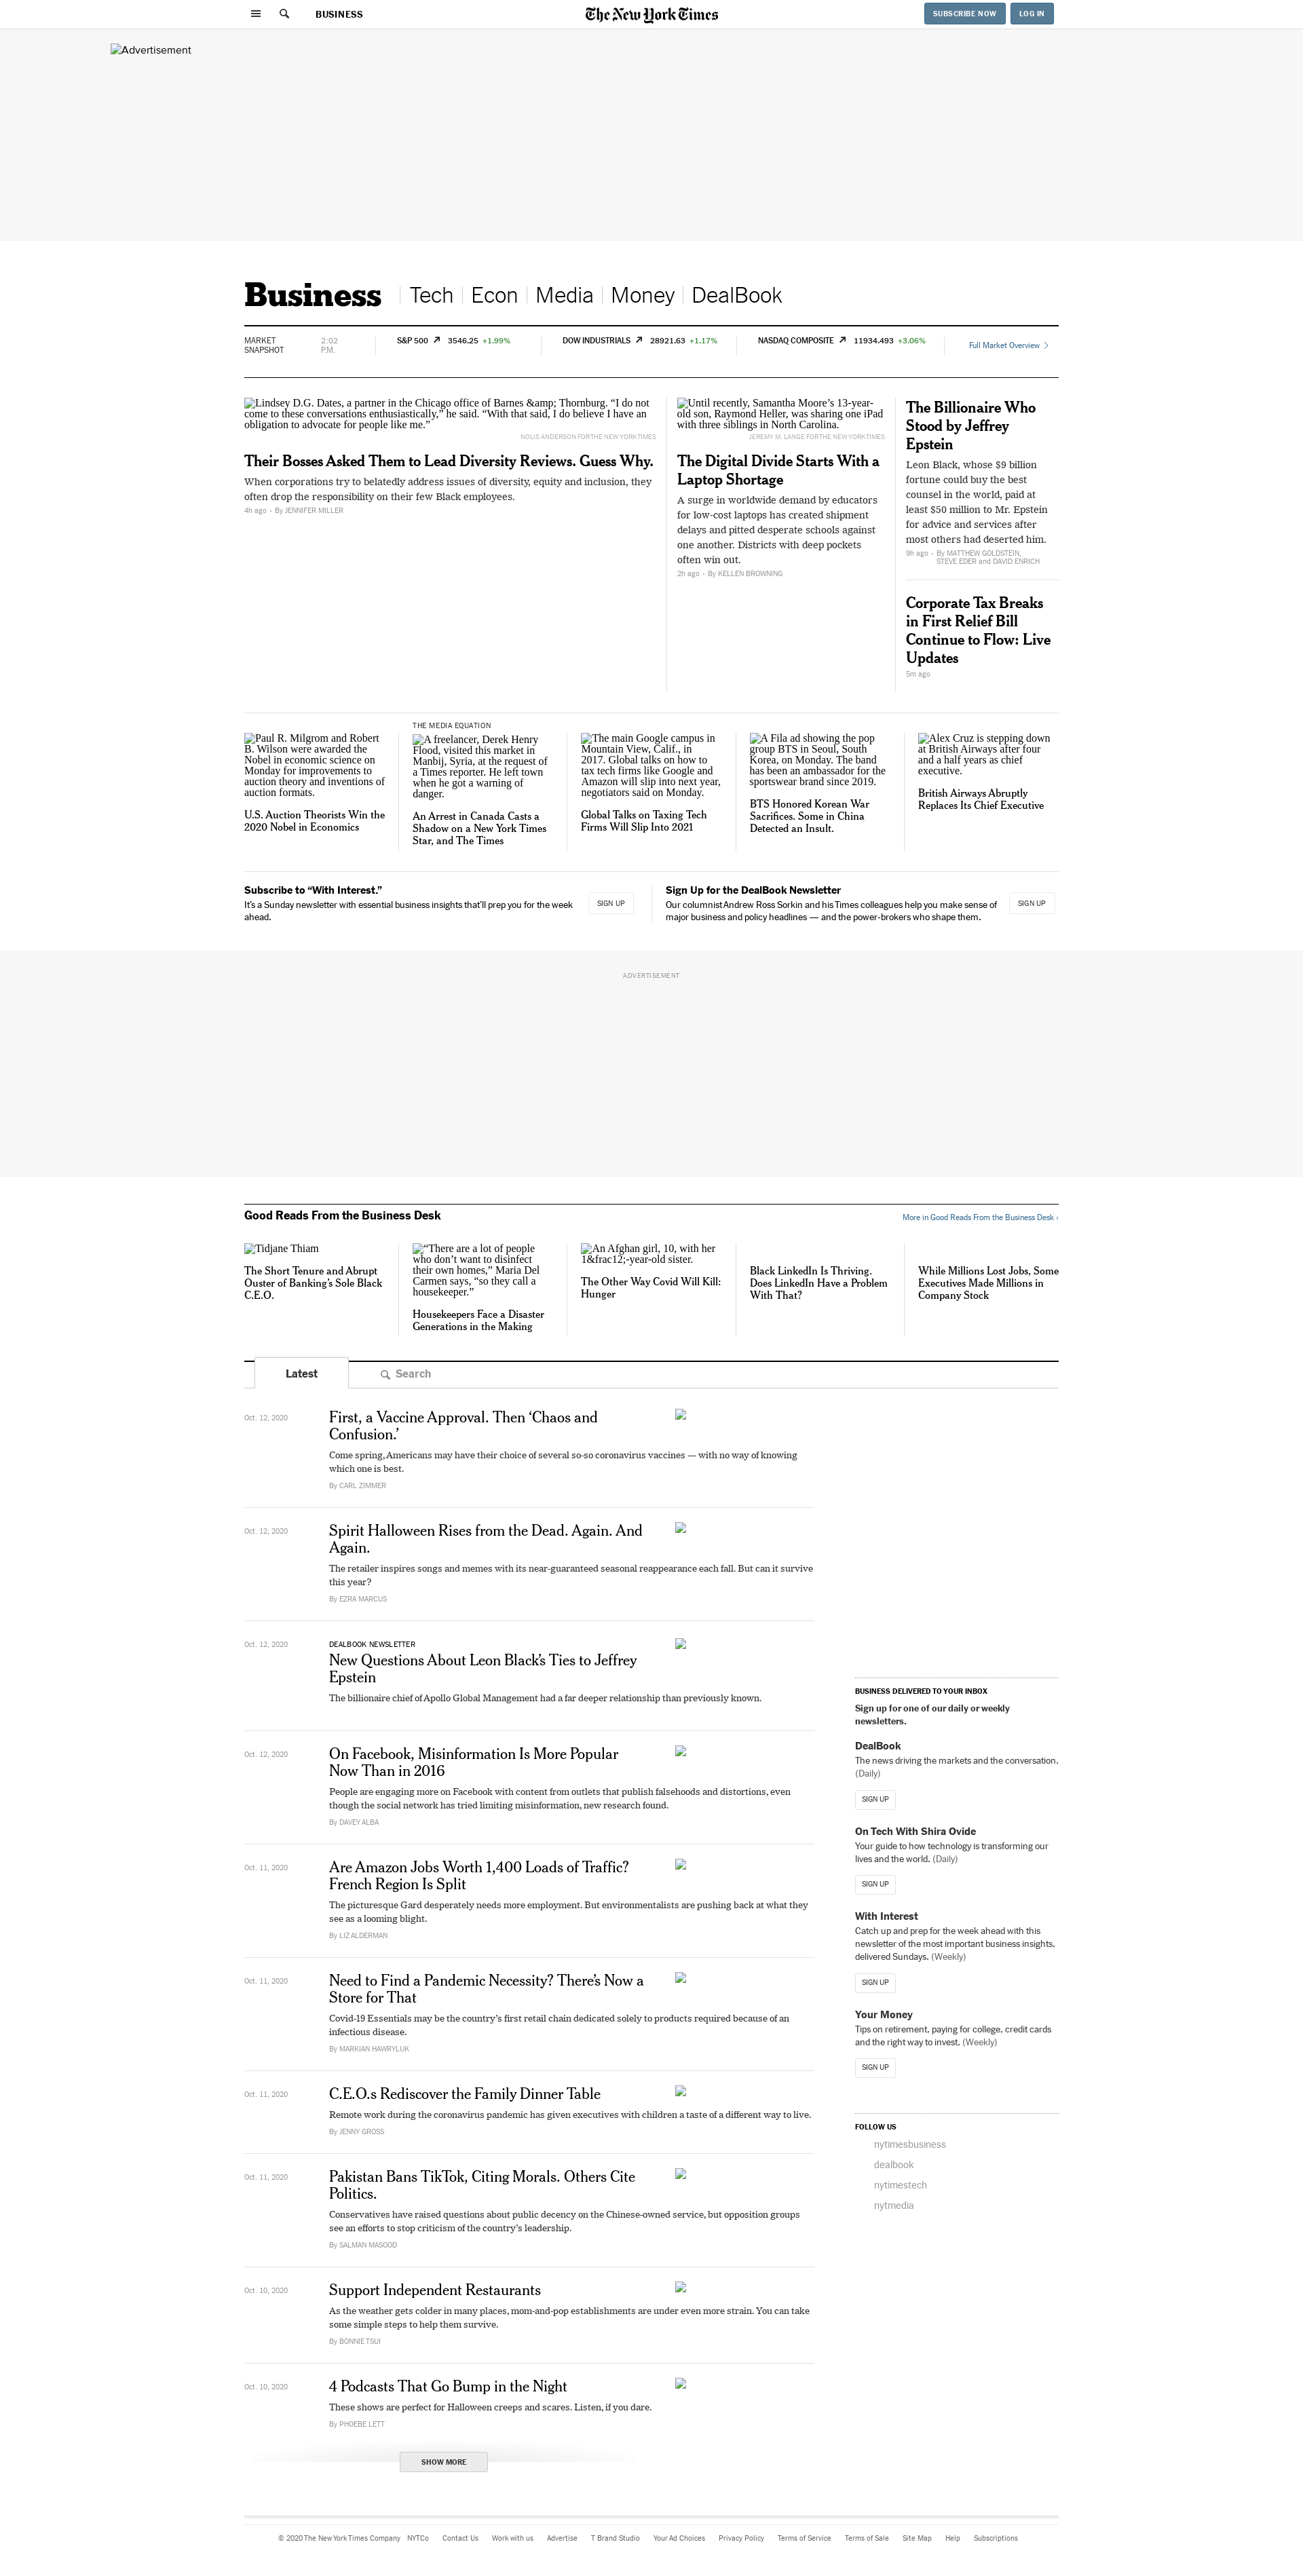 BUSINESS
The New York Times
SUBSCRIBE NOW
LOG IN
Advertisement
Business
Tech
Econ
Media
Money
DealBook
MARKET
SNAPSHOT
2:02
P.M.
S&P 500 3546.25 +1.99%
DOW INDUSTRIALS 28921.63 +1.17%
NASDAQ COMPOSITE 11934.493 +3.06%
Full Market Overview
Lindsey D.G. Dates, a partner in the Chicago office of Barnes &amp; Thornburg. “I do not
come to these conversations enthusiastically,” he said. “With that said, I do believe I have an
obligation to advocate for people like me.”
NOLIS ANDERSON FOR THE NEW YORK TIMES
Their Bosses Asked Them to Lead Diversity Reviews. Guess Why.
When corporations try to belatedly address issues of diversity, equity and inclusion, they
often drop the responsibility on their few Black employees.
4h ago • By JENNIFER MILLER
Until recently, Samantha Moore’s 13-year-
old son, Raymond Heller, was sharing one iPad
with three siblings in North Carolina.
JEREMY M. LANGE FOR THE NEW YORK TIMES
The Digital Divide Starts With a
Laptop Shortage
A surge in worldwide demand by educators
for low-cost laptops has created shipment
delays and pitted desperate schools against
one another. Districts with deep pockets
often win out.
2h ago • By KELLEN BROWNING
The Billionaire Who
Stood by Jeffrey
Epstein
Leon Black, whose $9 billion
fortune could buy the best
counsel in the world, paid at
least $50 million to Mr. Epstein
for advice and services after
most others had deserted him.
9h ago • By MATTHEW GOLDSTEIN,
STEVE EDER and DAVID ENRICH
Corporate Tax Breaks
in First Relief Bill
Continue to Flow: Live
Updates
5m ago
Paul R. Milgrom and Robert
B. Wilson were awarded the
Nobel in economic science on
Monday for improvements to
auction theory and inventions of
auction formats.
U.S. Auction Theorists Win the
2020 Nobel in Economics
THE MEDIA EQUATION
A freelancer, Derek Henry
Flood, visited this market in
Manbij, Syria, at the request of
a Times reporter. He left town
when he got a warning of
danger.
An Arrest in Canada Casts a
Shadow on a New York Times
Star, and The Times
The main Google campus in
Mountain View, Calif., in
2017. Global talks on how to
tax tech firms like Google and
Amazon will slip into next year,
negotiators said on Monday.
Global Talks on Taxing Tech
Firms Will Slip Into 2021
A Fila ad showing the pop
group BTS in Seoul, South
Korea, on Monday. The band
has been an ambassador for the
sportswear brand since 2019.
BTS Honored Korean War
Sacrifices. Some in China
Detected an Insult.
Alex Cruz is stepping down
at British Airways after four
and a half years as chief
executive.
British Airways Abruptly
Replaces Its Chief Executive
Subscribe to “With Interest.”
It’s a Sunday newsletter with essential business insights that’ll prep you for the week
ahead.
SIGN UP
Sign Up for the DealBook Newsletter
Our columnist Andrew Ross Sorkin and his Times colleagues help you make sense of
major business and policy headlines — and the power-brokers who shape them.
SIGN UP
ADVERTISEMENT
Good Reads From the Business Desk
More in Good Reads From the Business Desk ›
Tidjane Thiam
The Short Tenure and Abrupt
Ouster of Banking’s Sole Black
C.E.O.
“There are a lot of people
who don’t want to disinfect
their own homes,” Maria Del
Carmen says, “so they call a
housekeeper.”
Housekeepers Face a Disaster
Generations in the Making
An Afghan girl, 10, with her
1&frac12;-year-old sister.
The Other Way Covid Will Kill:
Hunger
Black LinkedIn Is Thriving.
Does LinkedIn Have a Problem
With That?
While Millions Lost Jobs, Some
Executives Made Millions in
Company Stock
Latest
Search
Oct. 12, 2020
First, a Vaccine Approval. Then ‘Chaos and
Confusion.’
Come spring, Americans may have their choice of several so-so coronavirus vaccines — with no way of knowing
which one is best.
By CARL ZIMMER
Oct. 12, 2020
Spirit Halloween Rises from the Dead. Again. And
Again.
The retailer inspires songs and memes with its near-guaranteed seasonal reappearance each fall. But can it survive
this year?
By EZRA MARCUS
Oct. 12, 2020
DEALBOOK NEWSLETTER
New Questions About Leon Black’s Ties to Jeffrey
Epstein
The billionaire chief of Apollo Global Management had a far deeper relationship than previously known.
Oct. 12, 2020
On Facebook, Misinformation Is More Popular
Now Than in 2016
People are engaging more on Facebook with content from outlets that publish falsehoods and distortions, even
though the social network has tried limiting misinformation, new research found.
By DAVEY ALBA
Oct. 11, 2020
Are Amazon Jobs Worth 1,400 Loads of Traffic?
French Region Is Split
The picturesque Gard desperately needs more employment. But environmentalists are pushing back at what they
see as a looming blight.
By LIZ ALDERMAN
Oct. 11, 2020
Need to Find a Pandemic Necessity? There’s Now a
Store for That
Covid-19 Essentials may be the country’s first retail chain dedicated solely to products required because of an
infectious disease.
By MARKIAN HAWRYLUK
Oct. 11, 2020
C.E.O.s Rediscover the Family Dinner Table
Remote work during the coronavirus pandemic has given executives with children a taste of a different way to live.
By JENNY GROSS
Oct. 11, 2020
Pakistan Bans TikTok, Citing Morals. Others Cite
Politics.
Conservatives have raised questions about public decency on the Chinese-owned service, but opposition groups
see an efforts to stop criticism of the country’s leadership.
By SALMAN MASOOD
Oct. 10, 2020
Support Independent Restaurants
As the weather gets colder in many places, mom-and-pop establishments are under even more strain. You can take
some simple steps to help them survive.
By BONNIE TSUI
Oct. 10, 2020
4 Podcasts That Go Bump in the Night
These shows are perfect for Halloween creeps and scares. Listen, if you dare.
By PHOEBE LETT
SHOW MORE
BUSINESS DELIVERED TO YOUR INBOX
Sign up for one of our daily or weekly
newsletters.
DealBook
The news driving the markets and the conversation.
(Daily)
SIGN UP
On Tech With Shira Ovide
Your guide to how technology is transforming our
lives and the world. (Daily)
SIGN UP
With Interest
Catch up and prep for the week ahead with this
newsletter of the most important business insights,
delivered Sundays. (Weekly)
SIGN UP
Your Money
Tips on retirement, paying for college, credit cards
and the right way to invest. (Weekly)
SIGN UP
FOLLOW US
nytimesbusiness
dealbook
nytimestech
nytmedia
© 2020 The New York Times Company NYTCo Contact Us Work with us Advertise T Brand Studio Your Ad Choices Privacy Policy Terms of Service Terms of Sale Site Map Help Subscriptions